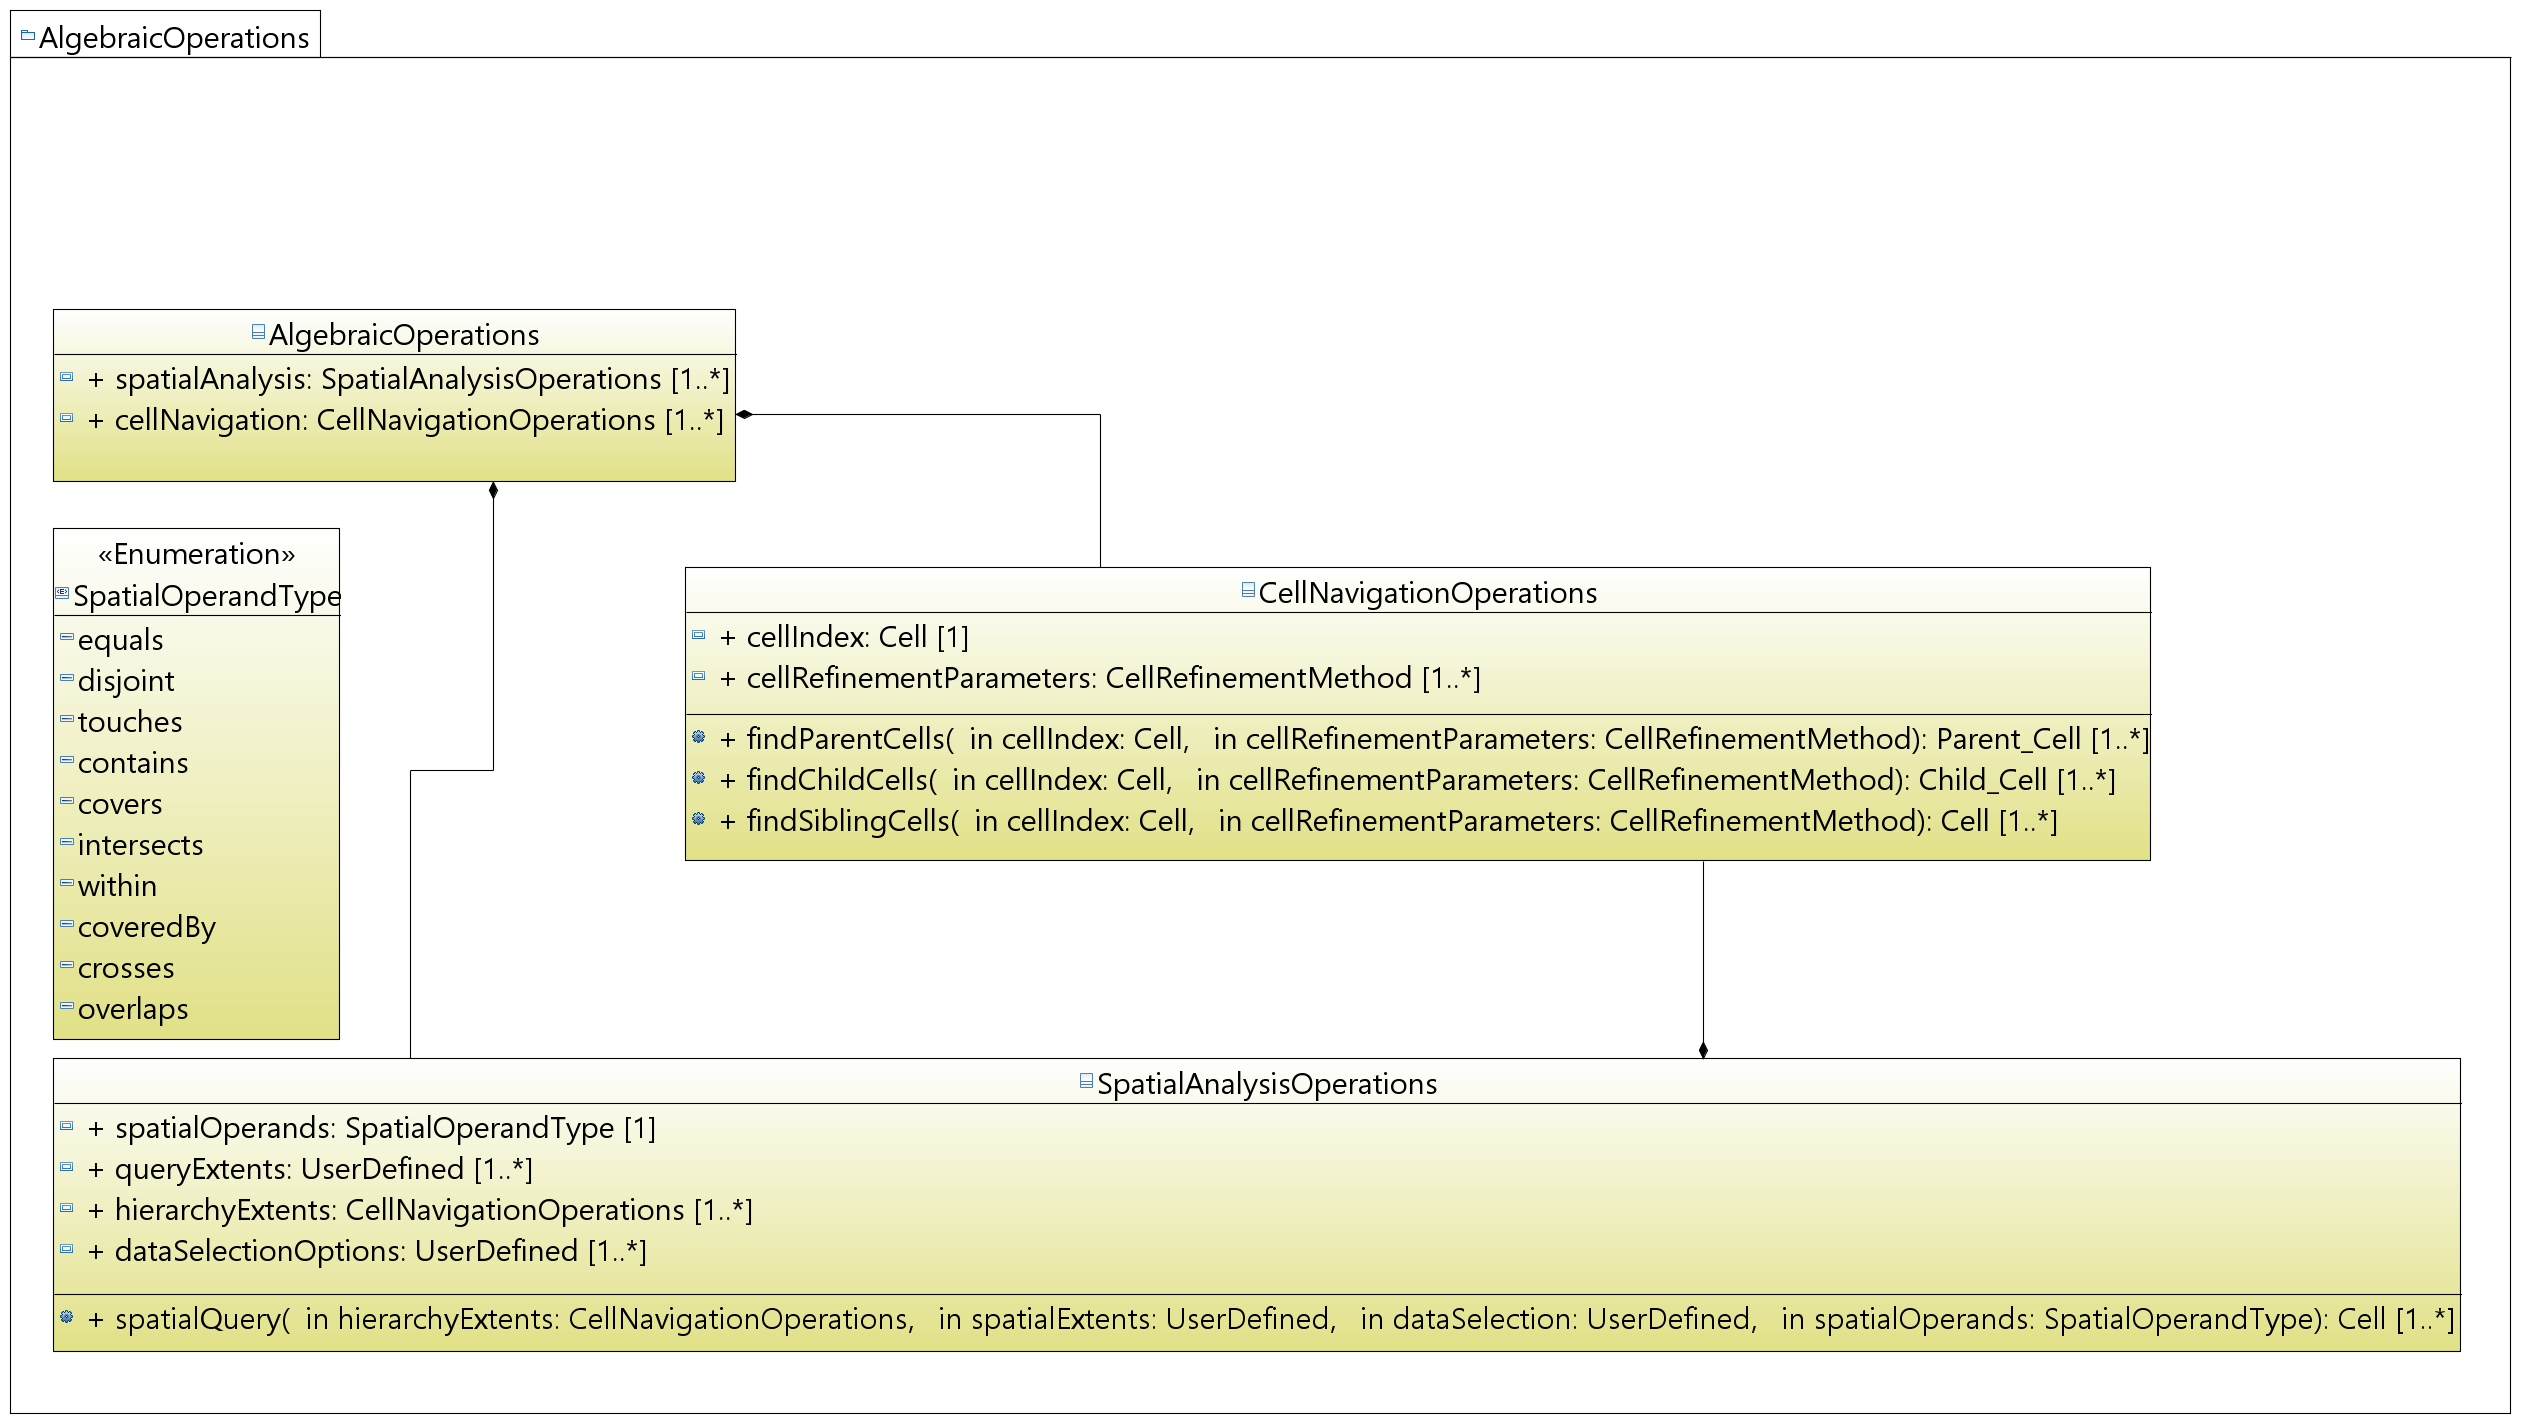 AlgebraicOperations
AlgebraicOperations
+ spatialAnalysis: SpatialAnalysisOperations [1..*]
+ cellNavigation: CellNavigationOperations [1..*]
«Enumeration»
SpatialOperandType
equals
disjoint
touches
contains
covers
intersects
within
coveredBy
crosses
overlaps
CellNavigationOperations
+ cellIndex: Cell [1]
+ cellRefinementParameters: CellRefinementMethod [1..*]
+ findParentCells( in cellIndex: Cell, in cellRefinementParameters: CellRefinementMethod): Parent_Cell [1..*]
+ findChildCells( in cellIndex: Cell, in cellRefinementParameters: CellRefinementMethod): Child_Cell [1..*]
+ findSiblingCells( in cellIndex: Cell, in cellRefinementParameters: CellRefinementMethod): Cell [1..*]
SpatialAnalysisOperations
+ spatialOperands: SpatialOperandType [1]
+ queryExtents: UserDefined [1..*]
+ hierarchyExtents: CellNavigationOperations [1..*]
+ dataSelectionOptions: UserDefined [1..*]
+ spatialQuery( in hierarchyExtents: CellNavigationOperations, in spatialExtents: UserDefined, in dataSelection: UserDefined, in spatialOperands: SpatialOperandType): Cell [1..*]